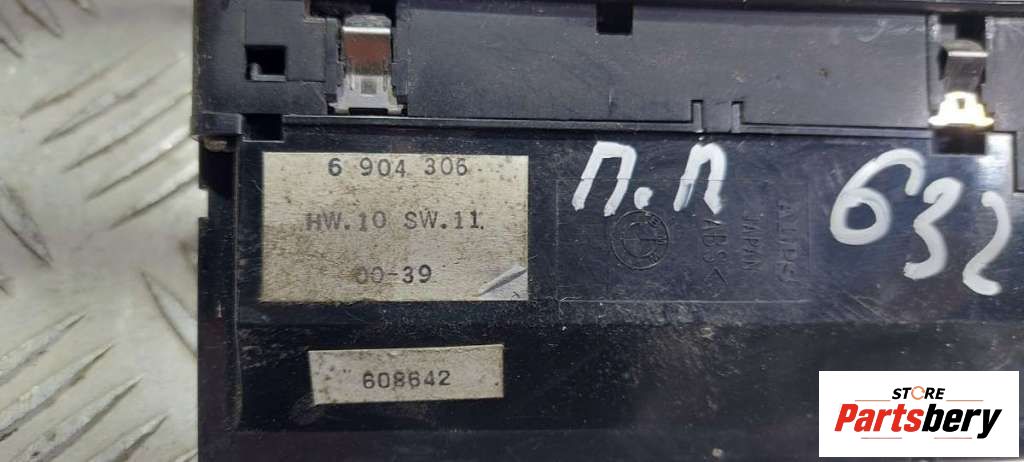 6 904 306
HW.10 SW.11
00-39
608642
П.П
632
ALPS
JAPAN
ABS<
STORE
Partsbery